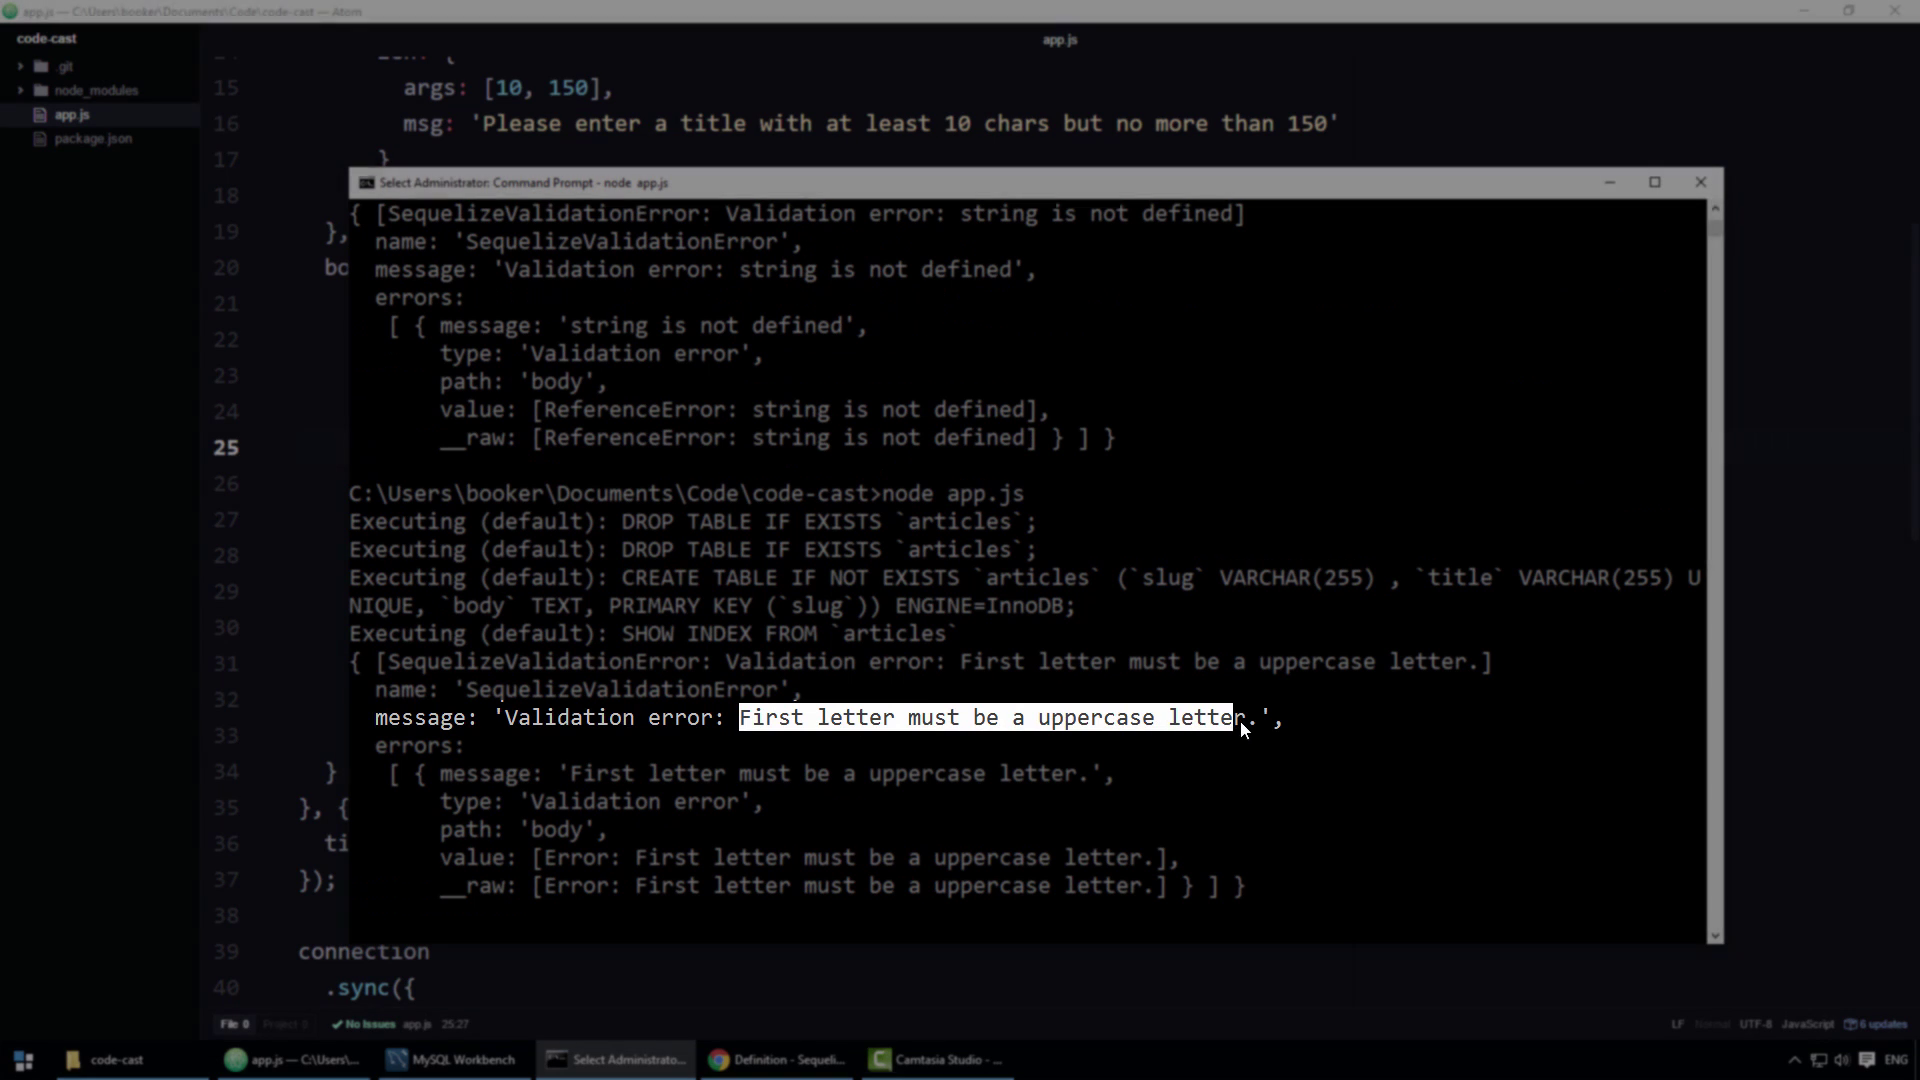 app.js — C:\Users\booker\Documents\Code\code-cast — Atom
code-cast
app.js
.git
node_modules
app.js
package.json
15 args: [10, 150],
16 msg: 'Please enter a title with at least 10 chars but no more than 150'
17 }
18
19 },
20 bo
21
22
23
24
25
26
27
28
29
30
31
32
33
34 }
35 }, {
36 ti
37 });
38
39 connection
40 .sync({
Select Administrator: Command Prompt - node app.js
{ [SequelizeValidationError: Validation error: string is not defined]
name: 'SequelizeValidationError',
message: 'Validation error: string is not defined',
errors:
[ { message: 'string is not defined',
type: 'Validation error',
path: 'body',
value: [ReferenceError: string is not defined],
__raw: [ReferenceError: string is not defined] } ] }
C:\Users\booker\Documents\Code\code-cast>node app.js
Executing (default): DROP TABLE IF EXISTS `articles`;
Executing (default): DROP TABLE IF EXISTS `articles`;
Executing (default): CREATE TABLE IF NOT EXISTS `articles` (`slug` VARCHAR(255) , `title` VARCHAR(255) U
NIQUE, `body` TEXT, PRIMARY KEY (`slug`)) ENGINE=InnoDB;
Executing (default): SHOW INDEX FROM `articles`
{ [SequelizeValidationError: Validation error: First letter must be a uppercase letter.]
name: 'SequelizeValidationError',
message: 'Validation error: First letter must be a uppercase letter.',
errors:
[ { message: 'First letter must be a uppercase letter.',
type: 'Validation error',
path: 'body',
value: [Error: First letter must be a uppercase letter.],
__raw: [Error: First letter must be a uppercase letter.] } ] }
File 0 Project 0 No Issues app.js 25:27
LF Normal UTF-8 JavaScript 6 updates
code-cast app.js — C:\Users\... MySQL Workbench Select Administrato... Definition - Sequeli... Camtasia Studio - ... ENG